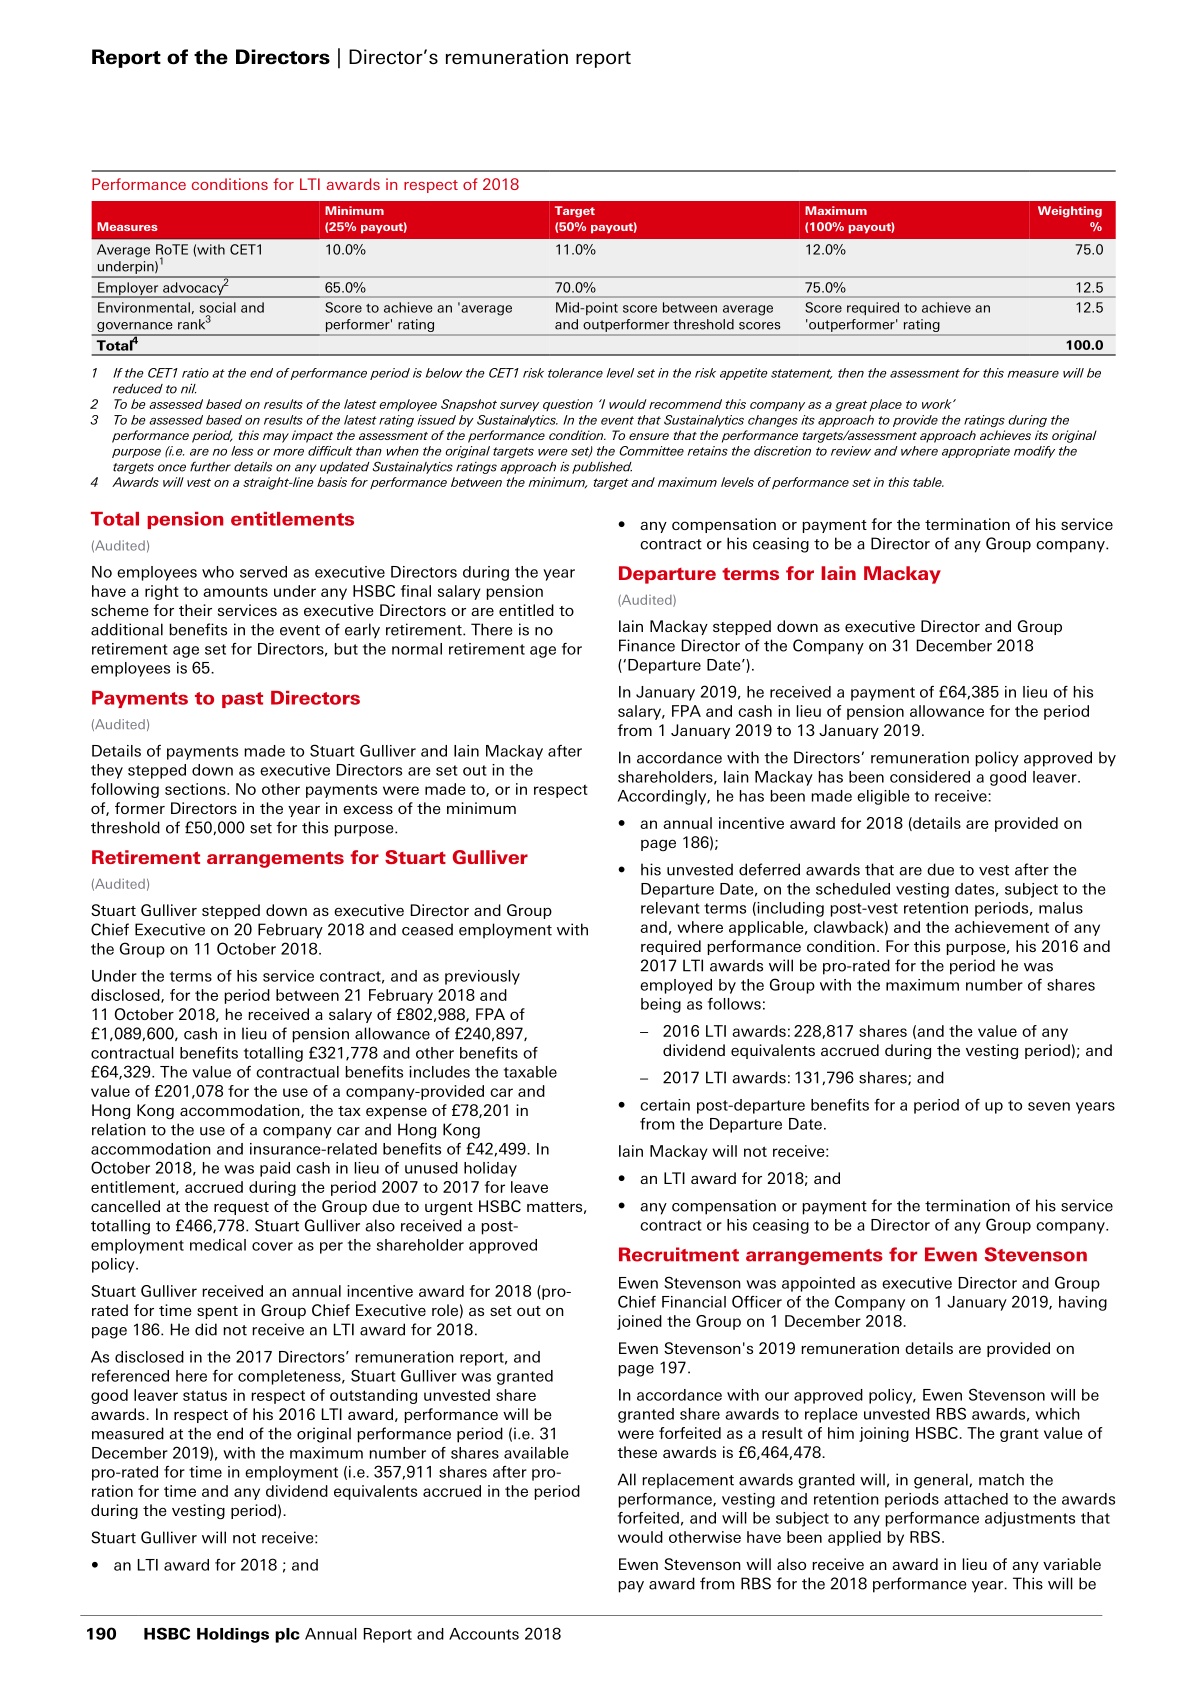 Report of the Directors | Director's remuneration report
Performance conditions for LTI awards in respect of 2018
Measures
Minimum
(25% payout)
Target
(50% payout)
Maximum
(100% payout)
Weighting
%
Average RoTE (with CET1
underpin)1
10.0%
11.0%
12.0%
75.0
Employer advocacy2
65.0%
70.0%
75.0%
12.5
Environmental, social and
governance rank3
Score to achieve an 'average
performer' rating
Mid-point score between average
and outperformer threshold scores
Score required to achieve an
'outperformer' rating
12.5
Total4
100.0
1 If the CET1 ratio at the end of performance period is below the CET1 risk tolerance level set in the risk appetite statement, then the assessment for this measure will be
reduced to nil.
2 To be assessed based on results of the latest employee Snapshot survey question ‘I would recommend this company as a great place to work’
3 To be assessed based on results of the latest rating issued by Sustainalytics. In the event that Sustainalytics changes its approach to provide the ratings during the
performance period, this may impact the assessment of the performance condition. To ensure that the performance targets/assessment approach achieves its original
purpose (i.e. are no less or more difficult than when the original targets were set) the Committee retains the discretion to review and where appropriate modify the
targets once further details on any updated Sustainalytics ratings approach is published.
4 Awards will vest on a straight-line basis for performance between the minimum, target and maximum levels of performance set in this table.
Total pension entitlements
(Audited)
No employees who served as executive Directors during the year
have a right to amounts under any HSBC final salary pension
scheme for their services as executive Directors or are entitled to
additional benefits in the event of early retirement. There is no
retirement age set for Directors, but the normal retirement age for
employees is 65.
Payments to past Directors
(Audited)
Details of payments made to Stuart Gulliver and Iain Mackay after
they stepped down as executive Directors are set out in the
following sections. No other payments were made to, or in respect
of, former Directors in the year in excess of the minimum
threshold of £50,000 set for this purpose.
Retirement arrangements for Stuart Gulliver
(Audited)
Stuart Gulliver stepped down as executive Director and Group
Chief Executive on 20 February 2018 and ceased employment with
the Group on 11 October 2018.
Under the terms of his service contract, and as previously
disclosed, for the period between 21 February 2018 and
11 October 2018, he received a salary of £802,988, FPA of
£1,089,600, cash in lieu of pension allowance of £240,897,
contractual benefits totalling £321,778 and other benefits of
£64,329. The value of contractual benefits includes the taxable
value of £201,078 for the use of a company-provided car and
Hong Kong accommodation, the tax expense of £78,201 in
relation to the use of a company car and Hong Kong
accommodation and insurance-related benefits of £42,499. In
October 2018, he was paid cash in lieu of unused holiday
entitlement, accrued during the period 2007 to 2017 for leave
cancelled at the request of the Group due to urgent HSBC matters,
totalling to £466,778. Stuart Gulliver also received a post-
employment medical cover as per the shareholder approved
policy.
Stuart Gulliver received an annual incentive award for 2018 (pro-
rated for time spent in Group Chief Executive role) as set out on
page 186. He did not receive an LTI award for 2018.
As disclosed in the 2017 Directors’ remuneration report, and
referenced here for completeness, Stuart Gulliver was granted
good leaver status in respect of outstanding unvested share
awards. In respect of his 2016 LTI award, performance will be
measured at the end of the original performance period (i.e. 31
December 2019), with the maximum number of shares available
pro-rated for time in employment (i.e. 357,911 shares after pro-
ration for time and any dividend equivalents accrued in the period
during the vesting period).
Stuart Gulliver will not receive:
• an LTI award for 2018 ; and
• any compensation or payment for the termination of his service
contract or his ceasing to be a Director of any Group company.
Departure terms for Iain Mackay
(Audited)
Iain Mackay stepped down as executive Director and Group
Finance Director of the Company on 31 December 2018
(‘Departure Date’).
In January 2019, he received a payment of £64,385 in lieu of his
salary, FPA and cash in lieu of pension allowance for the period
from 1 January 2019 to 13 January 2019.
In accordance with the Directors’ remuneration policy approved by
shareholders, Iain Mackay has been considered a good leaver.
Accordingly, he has been made eligible to receive:
• an annual incentive award for 2018 (details are provided on
page 186);
• his unvested deferred awards that are due to vest after the
Departure Date, on the scheduled vesting dates, subject to the
relevant terms (including post-vest retention periods, malus
and, where applicable, clawback) and the achievement of any
required performance condition. For this purpose, his 2016 and
2017 LTI awards will be pro-rated for the period he was
employed by the Group with the maximum number of shares
being as follows:
– 2016 LTI awards: 228,817 shares (and the value of any
dividend equivalents accrued during the vesting period); and
– 2017 LTI awards: 131,796 shares; and
• certain post-departure benefits for a period of up to seven years
from the Departure Date.
Iain Mackay will not receive:
• an LTI award for 2018; and
• any compensation or payment for the termination of his service
contract or his ceasing to be a Director of any Group company.
Recruitment arrangements for Ewen Stevenson
Ewen Stevenson was appointed as executive Director and Group
Chief Financial Officer of the Company on 1 January 2019, having
joined the Group on 1 December 2018.
Ewen Stevenson's 2019 remuneration details are provided on
page 197.
In accordance with our approved policy, Ewen Stevenson will be
granted share awards to replace unvested RBS awards, which
were forfeited as a result of him joining HSBC. The grant value of
these awards is £6,464,478.
All replacement awards granted will, in general, match the
performance, vesting and retention periods attached to the awards
forfeited, and will be subject to any performance adjustments that
would otherwise have been applied by RBS.
Ewen Stevenson will also receive an award in lieu of any variable
pay award from RBS for the 2018 performance year. This will be
190 HSBC Holdings plc Annual Report and Accounts 2018